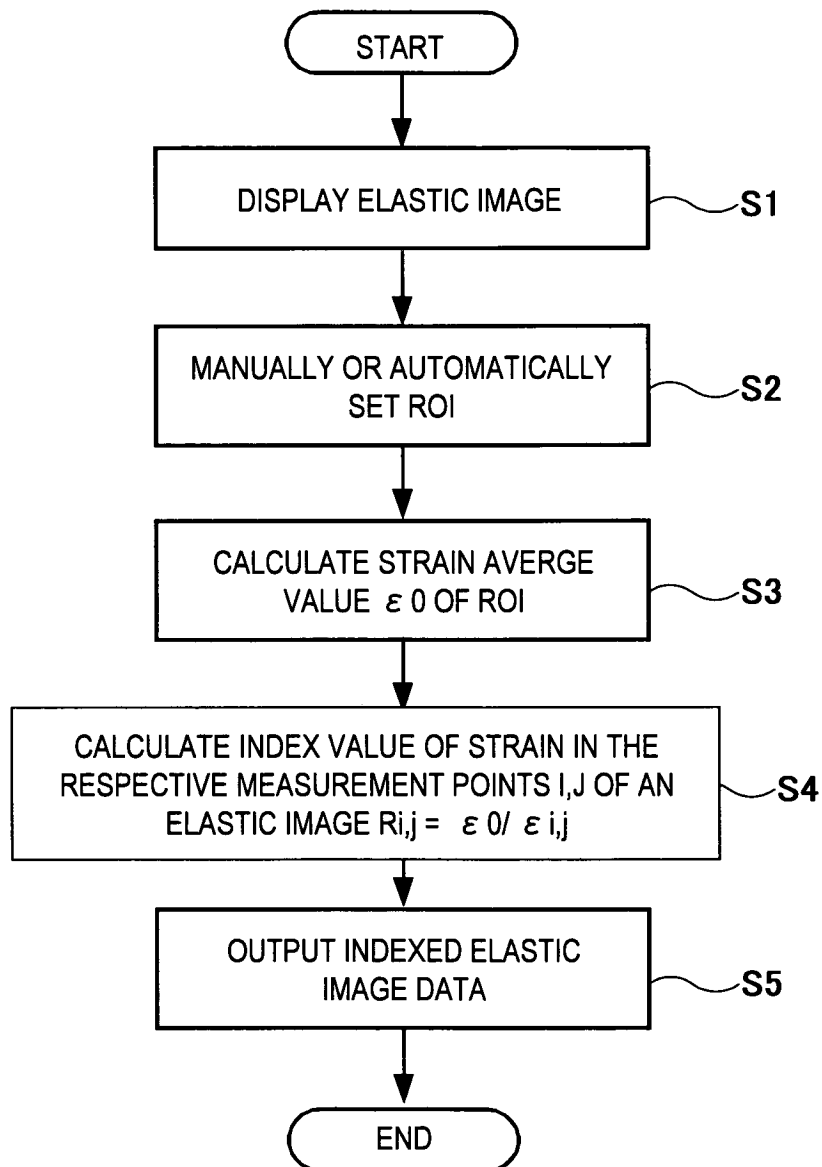 START
DISPLAY ELASTIC IMAGE
S1
MANUALLY OR AUTOMATICALLY
SET ROI
S2
CALCULATE STRAIN AVERGE
VALUE ε 0 OF ROI
S3
CALCULATE INDEX VALUE OF STRAIN IN THE
RESPECTIVE MEASUREMENT POINTS I,J OF AN
ELASTIC IMAGE Ri,j = ε 0/ ε i,j
S4
OUTPUT INDEXED ELASTIC
IMAGE DATA
S5
END